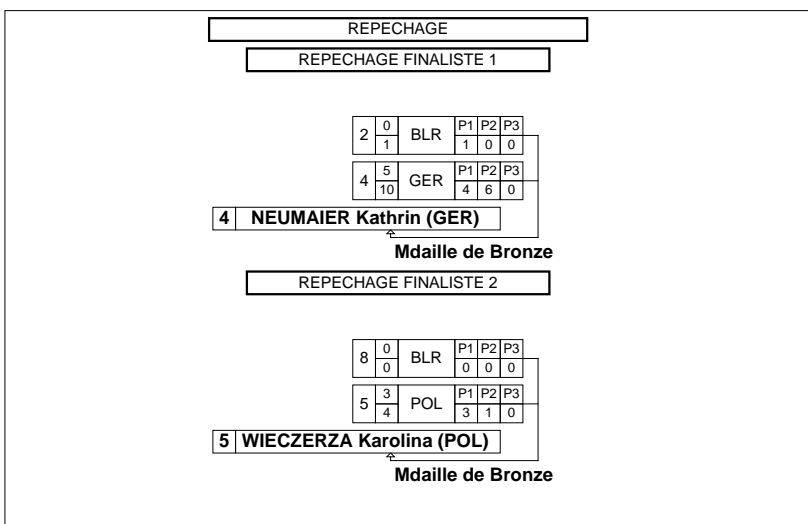 REPECHAGE
REPECHAGE FINALISTE 1
2 0 BLR P1 P2 P3
1 1 0 0
4 5 GER P1 P2 P3
10 4 6 0
4 NEUMAIER Kathrin (GER)
Mdaille de Bronze
REPECHAGE FINALISTE 2
8 0 BLR P1 P2 P3
0 0 0 0
5 3 POL P1 P2 P3
4 3 1 0
5 WIECZERZA Karolina (POL)
Mdaille de Bronze